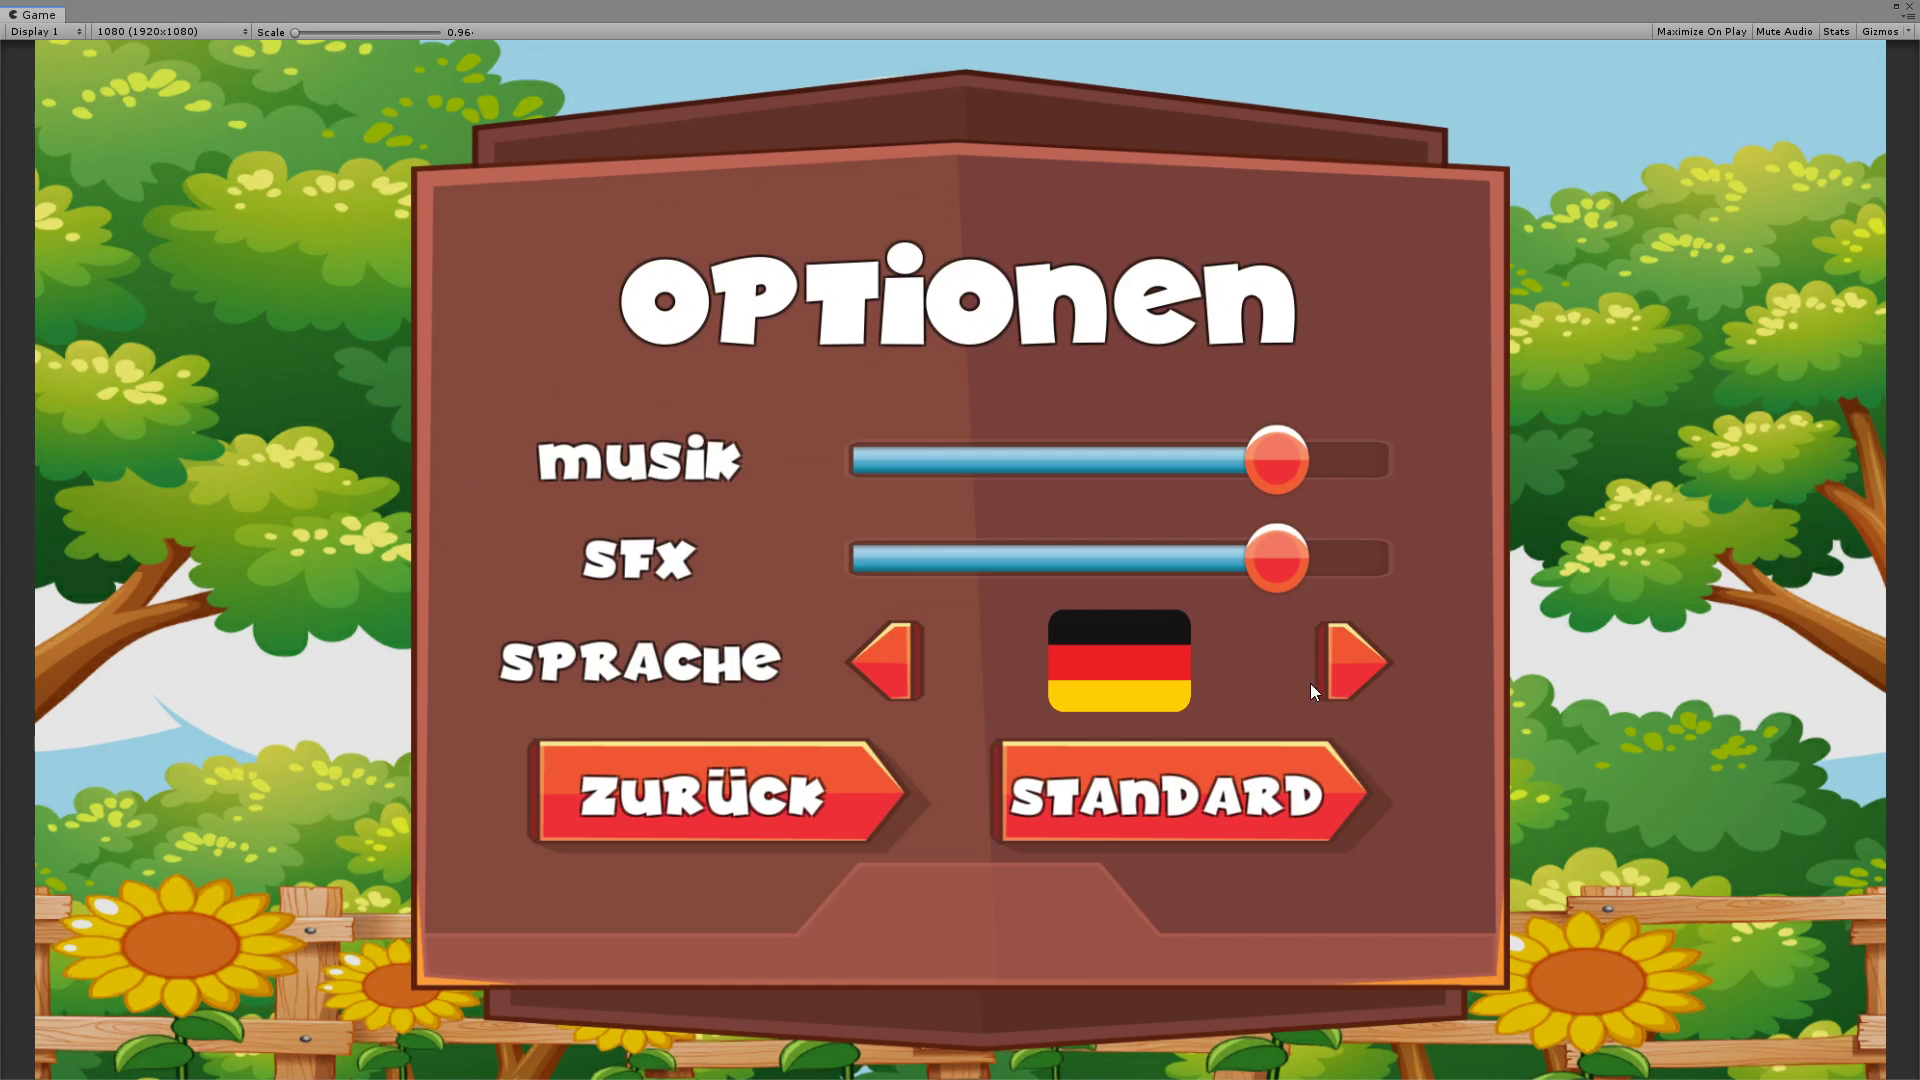 Game
Display 1
1080 (1920x1080)
Scale
0.96
Maximize On Play
Mute Audio
Stats
Gizmos
OPTiOnen
musik
SFX
SPRACHe
ZuRÜCK
STAnDARD